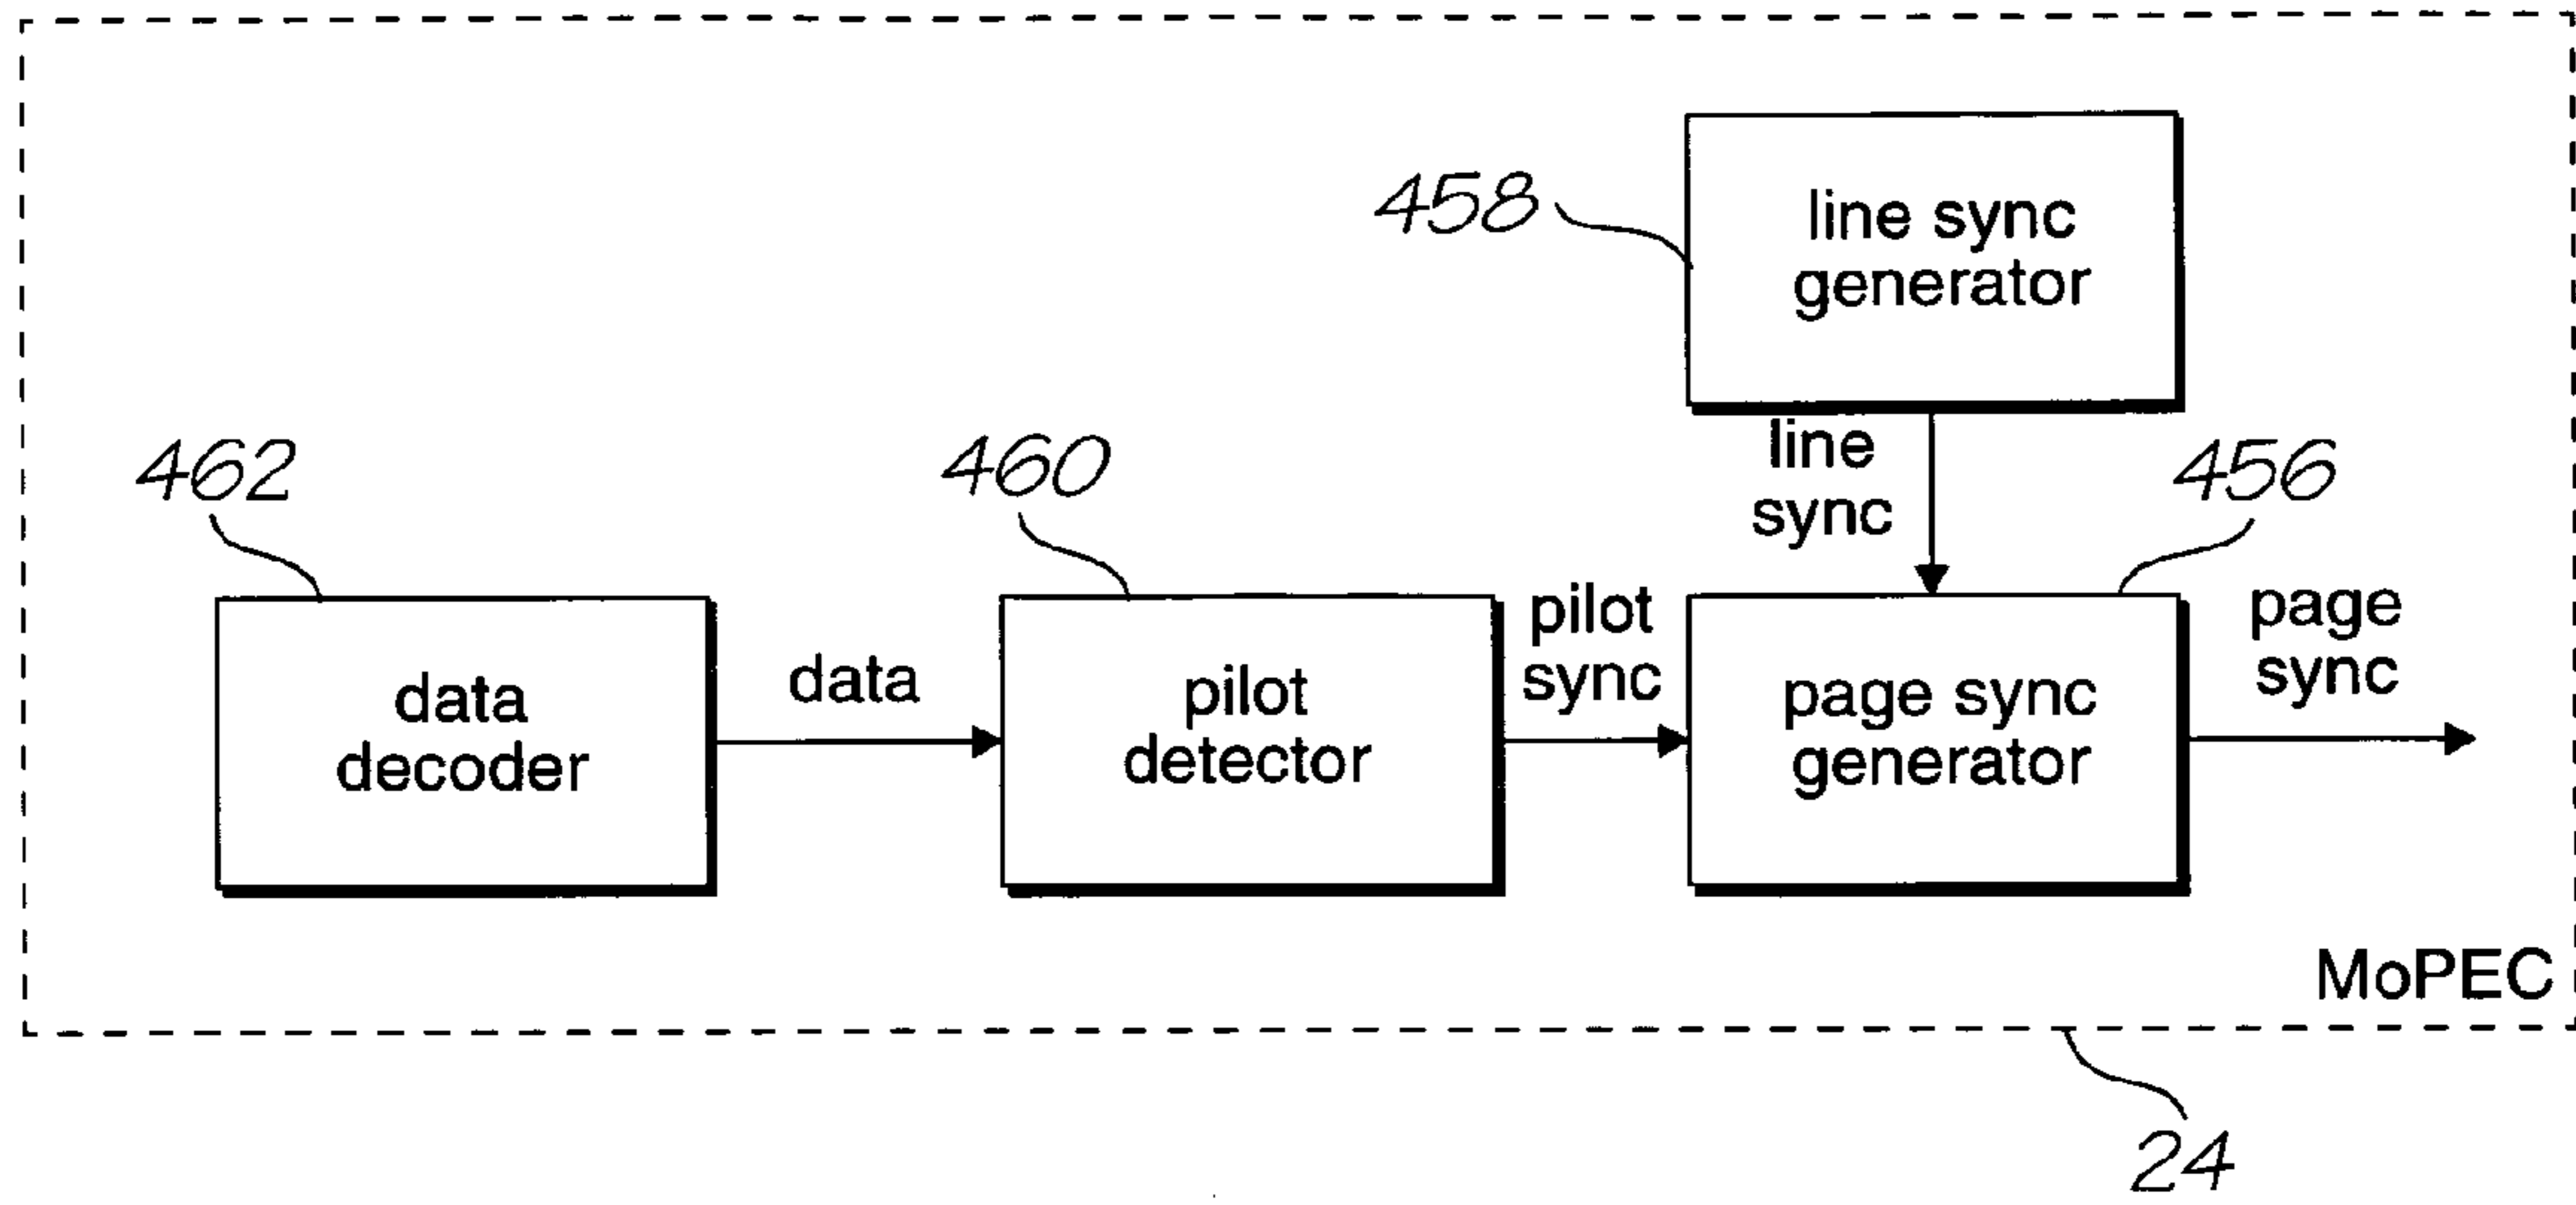 458
line sync
generator
line
sync
462
460
456
data
decoder
data
pilot
detector
pilot
sync
page sync
generator
page
sync
MoPEC
24